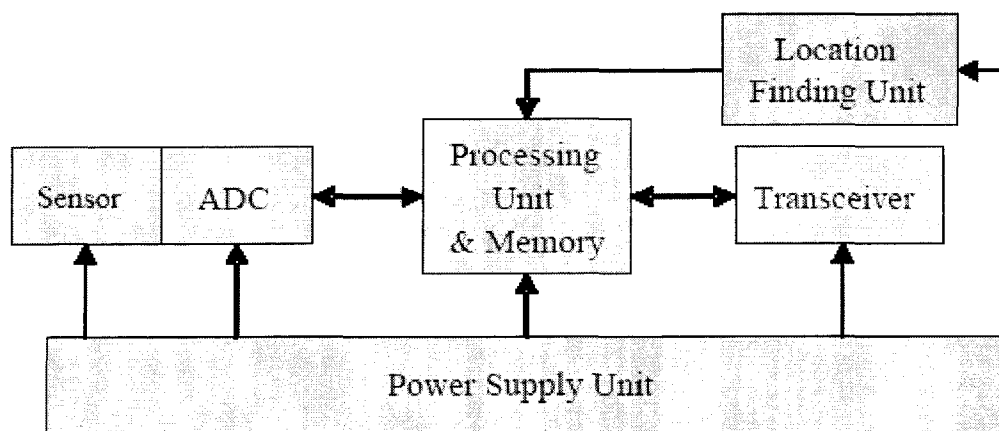 Location
Finding Unit
Processing
Unit
& Memory
Sensor
ADC
Transceiver
Power Supply Unit